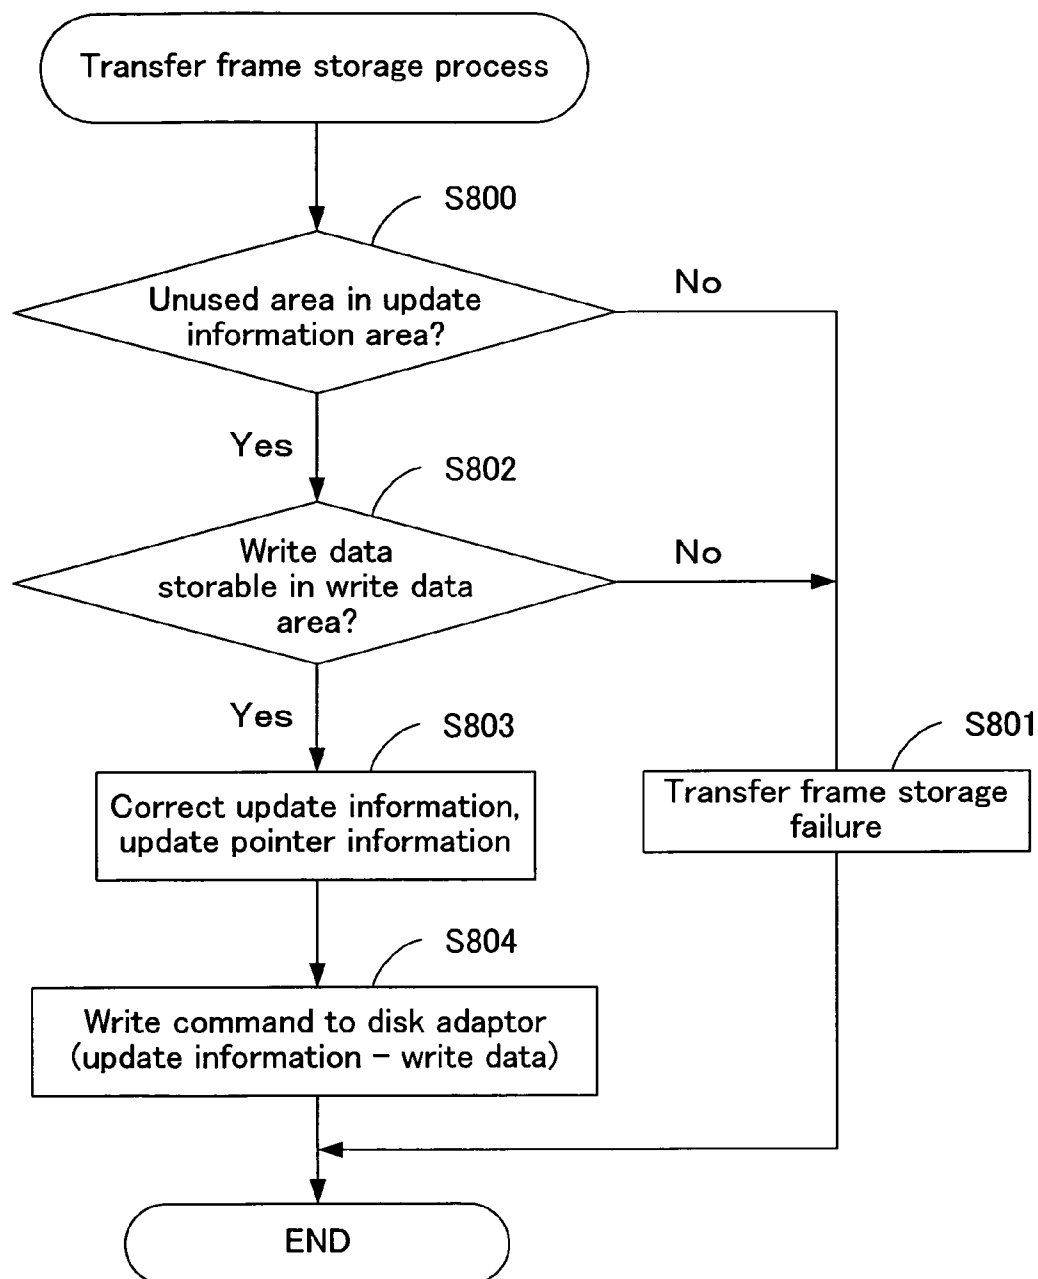 Transfer frame storage process
S800
Unused area in update
information area?
No
Yes
S802
Write data
storable in write data
area?
No
Yes
S803
Correct update information,
update pointer information
S801
Transfer frame storage
failure
S804
Write command to disk adaptor
(update information − write data)
END